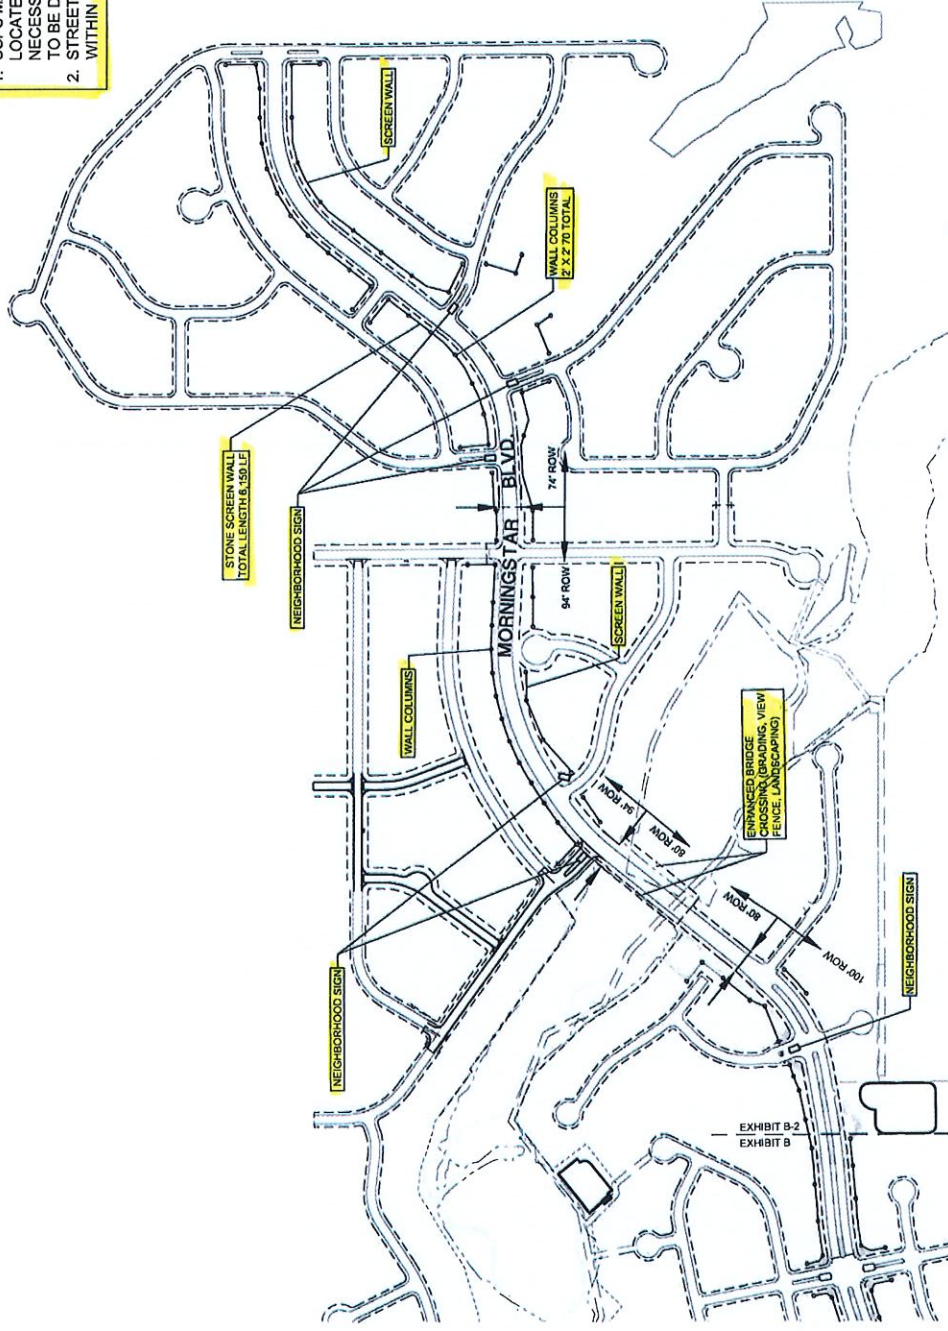 1.
LOCATE
NECESS
TO BE D
2. STREET
WITHIN
SCREEN WALL
WALL COLUMNS
2' X 2' 70 TOTAL
STONE SCREEN WALL
TOTAL LENGTH 6,150 LF
NEIGHBORHOOD SIGN
MORNINGSTAR BLVD.
74' ROW
94' ROW
SCREEN WALL
WALL COLUMNS
ENHANCED BRIDGE
CROSSING (GRADING, VIEW
FENCE, LANDSCAPING)
94' ROW
80' ROW
80' ROW
100' ROW
NEIGHBORHOOD SIGN
NEIGHBORHOOD SIGN
EXHIBIT B-2
EXHIBIT B